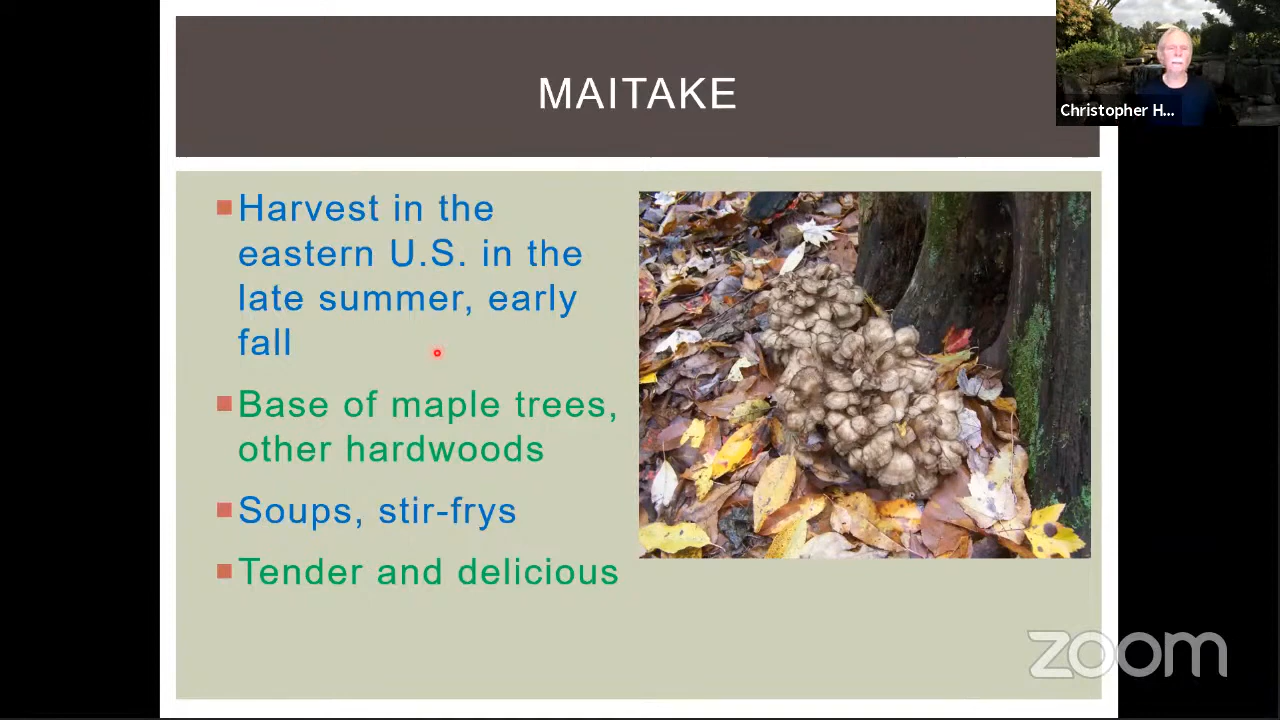 MAITAKE
Christopher H...
Harvest in the
eastern U.S. in the
late summer, early
fall
Base of maple trees,
other hardwoods
Soups, stir-frys
Tender and delicious
zoom